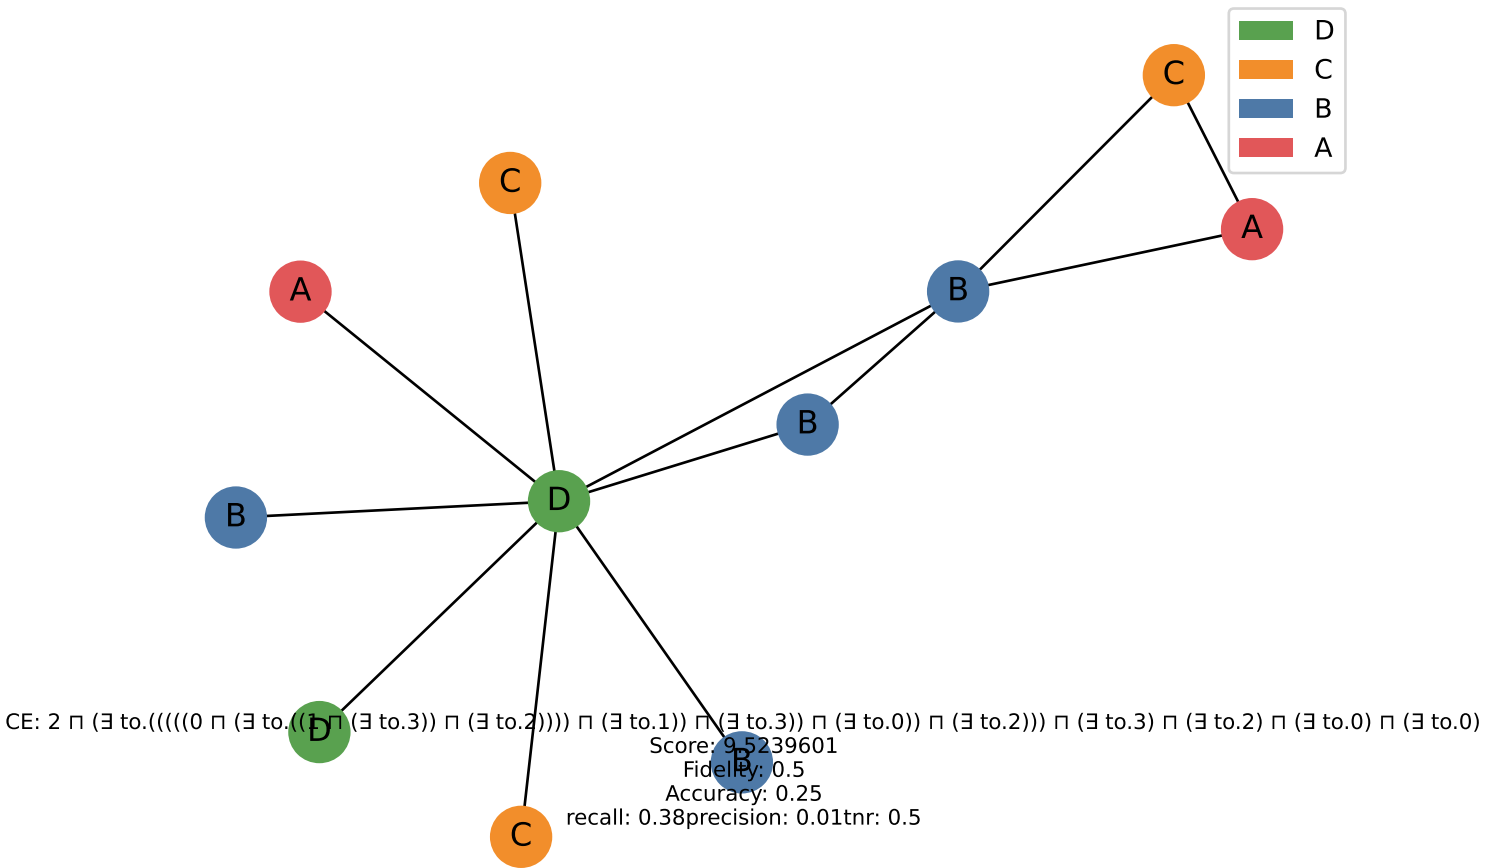 C
D
C
B
A
C
A
A
B
B
D
B
D
CE: 2 ⊓ (∃ to.(((((0 ⊓ (∃ to.((1 ⊓ (∃ to.3)) ⊓ (∃ to.2)))) ⊓ (∃ to.1)) ⊓ (∃ to.3)) ⊓ (∃ to.0)) ⊓ (∃ to.2))) ⊓ (∃ to.3) ⊓ (∃ to.2) ⊓ (∃ to.0) ⊓ (∃ to.0)
Score: 9.5239601
B
Fidelity: 0.5
Accuracy: 0.25
recall: 0.38precision: 0.01tnr: 0.5
C